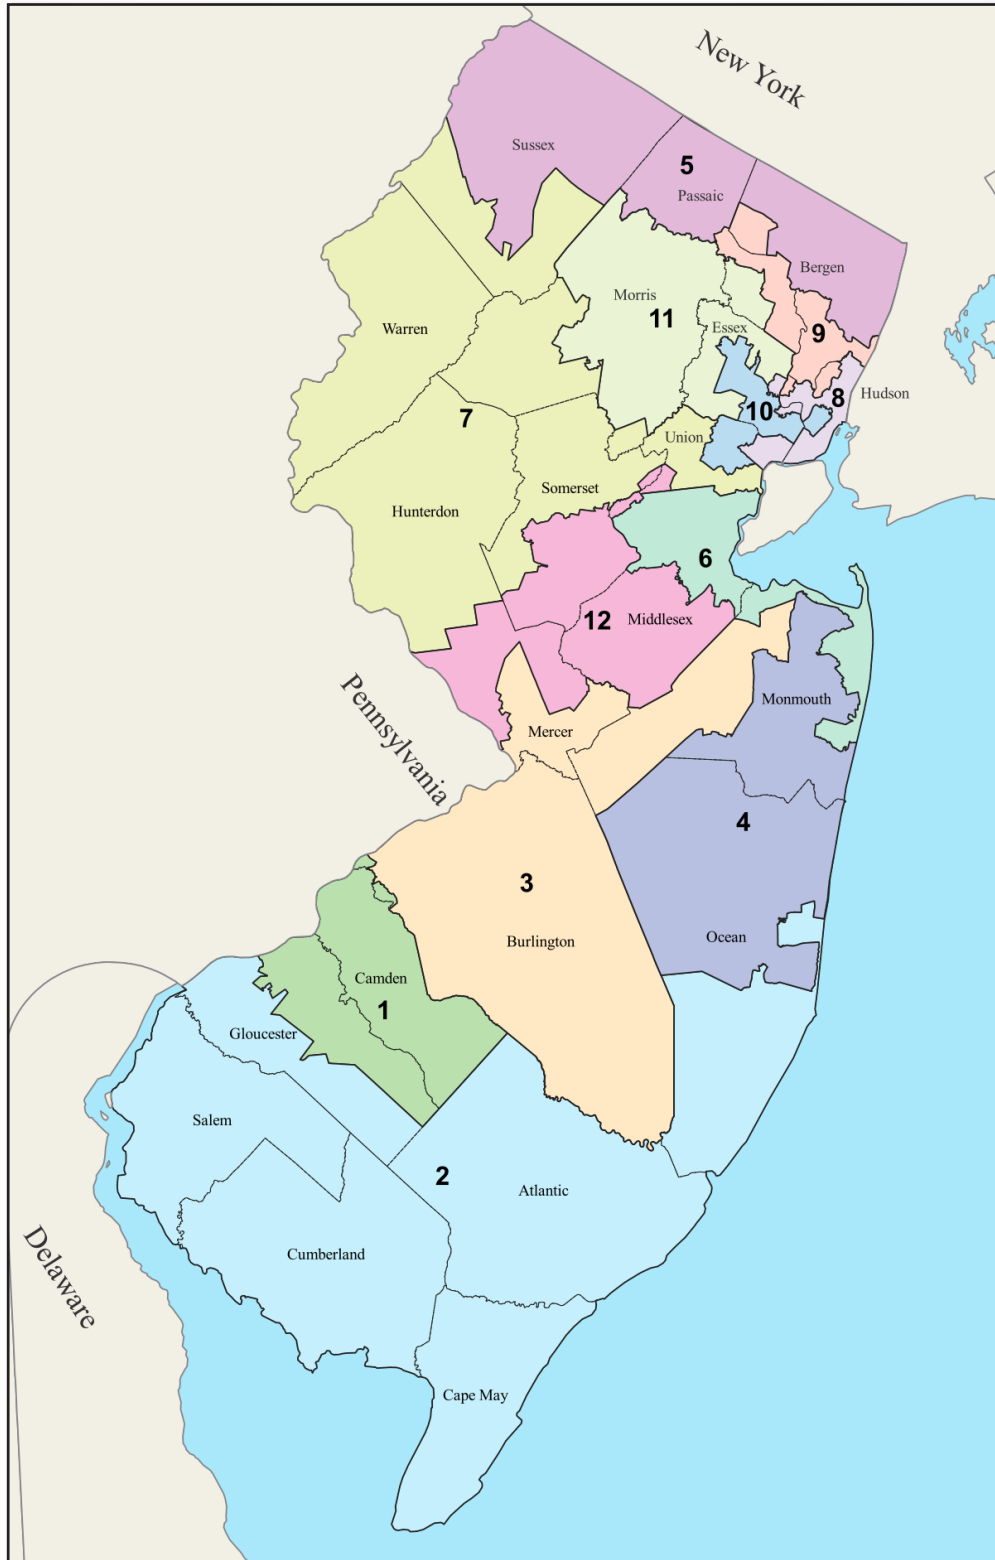 New York
Sussex
5
Passaic
Bergen
Morris
11
Essex
9
Warren
Hudson
8
10
7
Union
Somerset
Hunterdon
6
12
Middlesex
Monmouth
Mercer
Pennsylvania
4
3
Ocean
Burlington
Camden
1
Gloucester
Salem
2
Atlantic
Cumberland
Delaware
Cape May